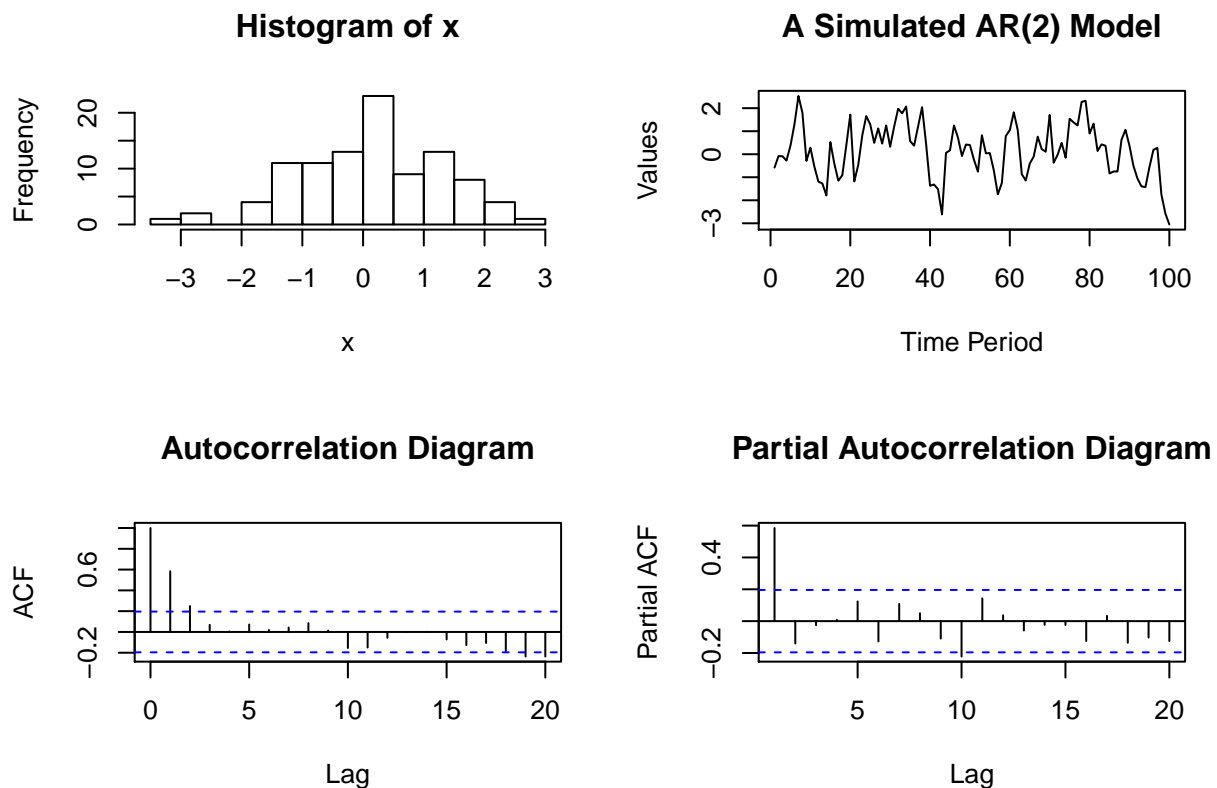 Histogram of x
Frequency
0
10
20
−3
−2
−1
0
1
2
3
x
A Simulated AR(2) Model
Values
−3
0
2
0
20
40
60
80
100
Time Period
Autocorrelation Diagram
ACF
−0.2
0.6
0
5
10
15
20
Lag
Partial Autocorrelation Diagram
Partial ACF
−0.2
0.4
5
10
15
20
Lag